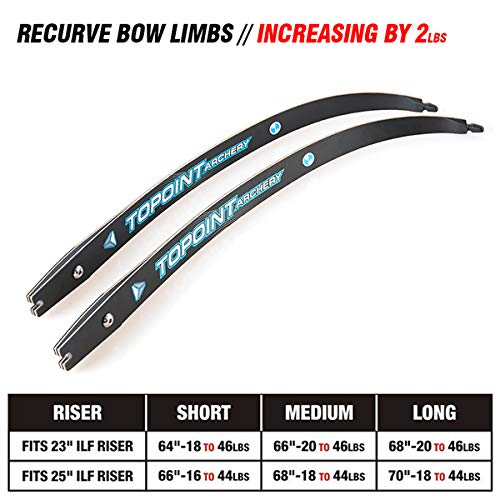 RECURVE BOW LIMBS // INCREASING BY 2LBS
TOPOINT ARCHERY
TOPOINT ARCHERY
RISER SHORT MEDIUM LONG
FITS 23" ILF RISER 64"-18 TO 46LBS 66"-20 TO 46LBS 68"-20 TO 46LBS
FITS 25" ILF RISER 66"-16 TO 44LBS 68"-18 TO 44LBS 70"-18 TO 44LBS